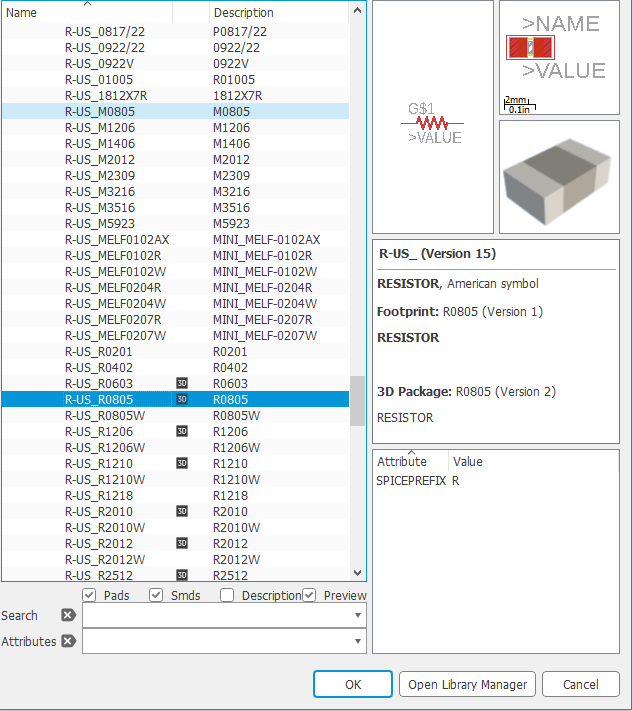 Name Description
R-US_0817/22 P0817/22
R-US_0922/22 0922/22
R-US_0922V 0922V
R-US_01005 R01005
R-US_1812X7R 1812X7R
R-US_M0805 M0805
R-US_M1206 M1206
R-US_M1406 M1406
R-US_M2012 M2012
R-US_M2309 M2309
R-US_M3216 M3216
R-US_M3516 M3516
R-US_M5923 M5923
R-US_MELF0102AX MINI_MELF-0102AX
R-US_MELF0102R MINI_MELF-0102R
R-US_MELF0102W MINI_MELF-0102W
R-US_MELF0204R MINI_MELF-0204R
R-US_MELF0204W MINI_MELF-0204W
R-US_MELF0207R MINI_MELF-0207R
R-US_MELF0207W MINI_MELF-0207W
R-US_R0201 R0201
R-US_R0402 R0402
R-US_R0603 3D R0603
R-US_R0805 3D R0805
R-US_R0805W R0805W
R-US_R1206 3D R1206
R-US_R1206W R1206W
R-US_R1210 3D R1210
R-US_R1210W R1210W
R-US_R1218 R1218
R-US_R2010 3D R2010
R-US_R2010W R2010W
R-US_R2012 3D R2012
R-US_R2012W R2012W
R-US_R2512 3D R2512
Pads Smds Description Preview
Search
Attributes
G$1
>VALUE
>NAME
>VALUE
2mm
0.1in
R-US_ (Version 15)
RESISTOR, American symbol
Footprint: R0805 (Version 1)
RESISTOR
3D Package: R0805 (Version 2)
RESISTOR
Attribute Value
SPICEPREFIX R
OK Open Library Manager Cancel